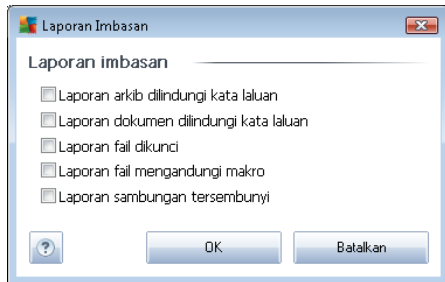 Laporan Imbasan
Laporan imbasan
Laporan arkib dilindungi kata laluan
Laporan dokumen dilindungi kata laluan
Laporan fail dikunci
Laporan fail mengandungi makro
Laporan sambungan tersembunyi
?
OK
Batalkan